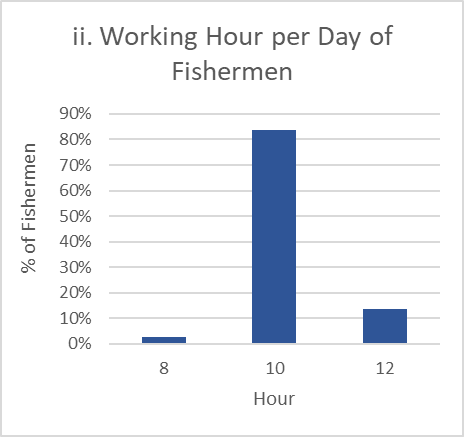 ii. Working Hour per Day of
Fishermen
% of Fishermen
90%
80%
70%
60%
50%
40%
30%
20%
10%
0%
8 10 12
Hour